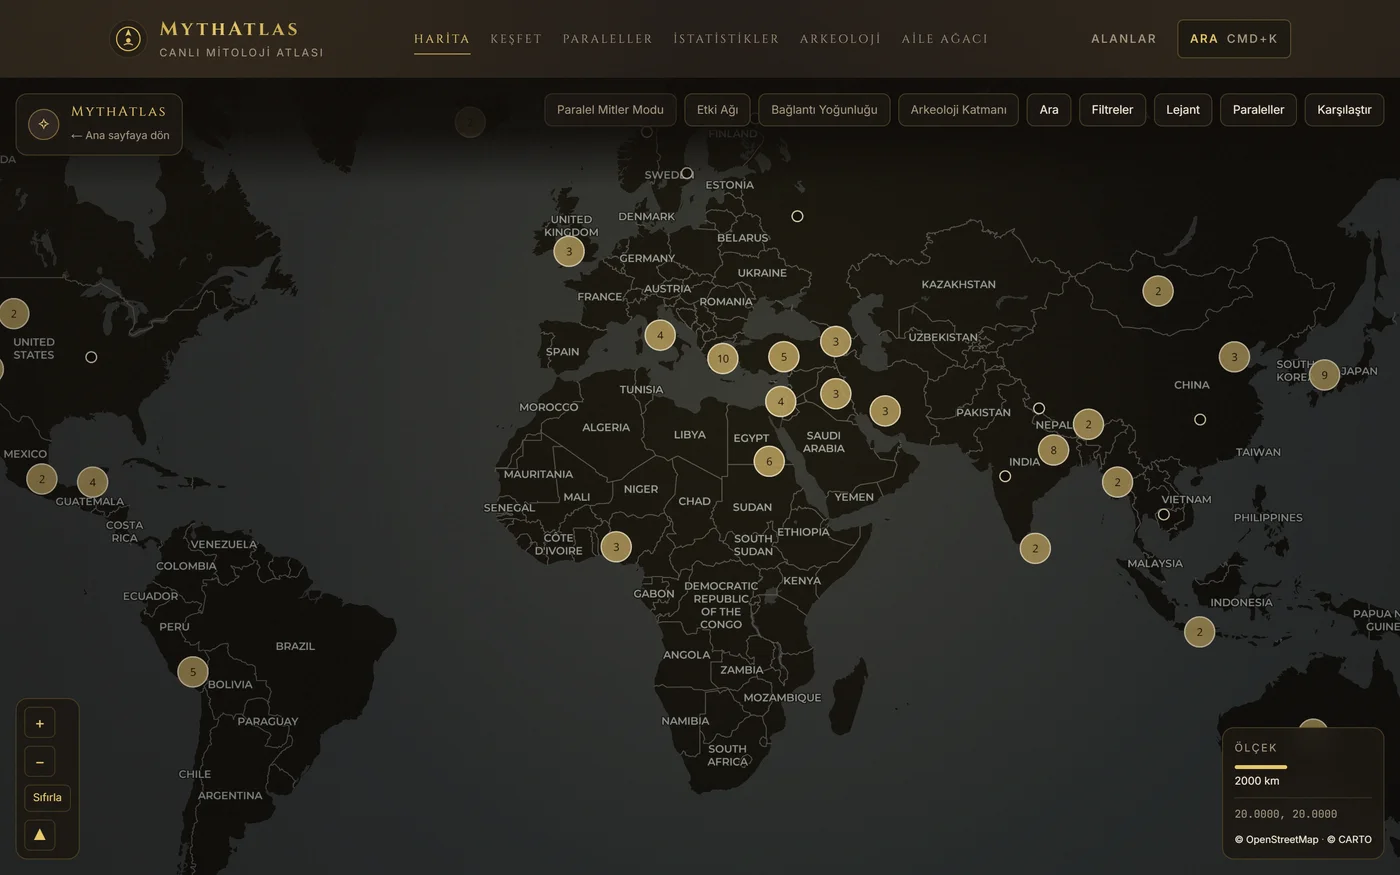 MYTHATLAS
CANLI MİTOLOJİ ATLASI
HARİTA
KEŞFET
PARALELLER
İSTATİSTİKLER
ARKEOLOJİ
AİLE AĞACI
ALANLAR
ARA CMD+K
MYTHATLAS
← Ana sayfaya dön
Paralel Mitler Modu
Etki Ağı
Bağlantı Yoğunluğu
Arkeoloji Katmanı
Ara
Filtreler
Lejant
Paraleller
Karşılaştır
FINLAND
DA
SWEDEN
ESTONIA
UNITED
KINGDOM
DENMARK
3
BELARUS
GERMANY
UKRAINE
AUSTRIA
FRANCE
ROMANIA
KAZAKHSTAN
2
2
UNITED
STATES
SPAIN
4
10
5
3
UZBEKISTAN
3
SOUTH
KOREA
9
JAPAN
CHINA
TUNISIA
MOROCCO
4
3
3
PAKISTAN
NEPAL
2
ALGERIA
LIBYA
EGYPT
SAUDI
ARABIA
MEXICO
8
INDIA
TAIWAN
6
MAURITANIA
2
4
GUATEMALA
MALI
NIGER
CHAD
SUDAN
YEMEN
2
VIETNAM
SENEGAL
PHILIPPINES
COSTA
RICA
CÔTE
D'IVOIRE
3
SOUTH
SUDAN
ETHIOPIA
2
VENEZUELA
COLOMBIA
MALAYSIA
ECUADOR
GABON
DEMOCRATIC
REPUBLIC
OF THE
CONGO
KENYA
INDONESIA
PAPUA N
GUINE
PERU
2
BRAZIL
ANGOLA
ZAMBIA
5
BOLIVIA
MOZAMBIQUE
PARAGUAY
NAMIBIA
SOUTH
AFRICA
CHILE
ARGENTINA
+
−
Sıfırla
▲
ÖLÇEK
2000 km
20.0000, 20.0000
© OpenStreetMap · © CARTO